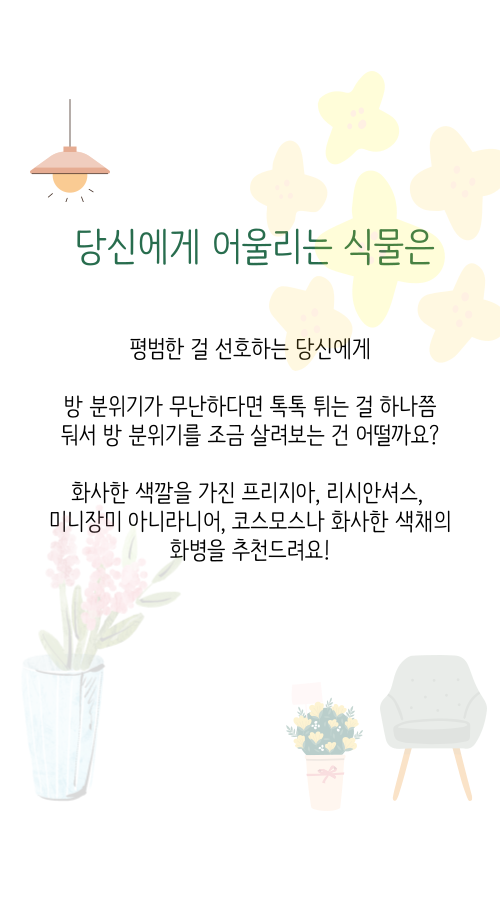 당신에게 어울리는 식물은
평범한 걸 선호하는 당신에게
방 분위기가 무난하다면 톡톡 튀는 걸 하나쯤
둬서 방 분위기를 조금 살려보는 건 어떨까요?
화사한 색깔을 가진 프리지아, 리시안셔스,
미니장미 아니라니어, 코스모스나 화사한 색채의
화병을 추천드려요!